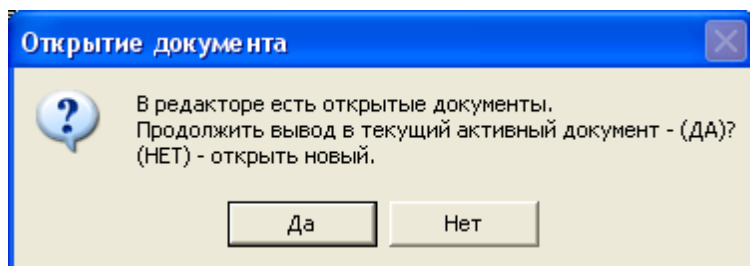 Открытие документа
В редакторе есть открытые документы.
Продолжить вывод в текущий активный документ - (ДА)?
(НЕТ) - открыть новый.
Да
Нет